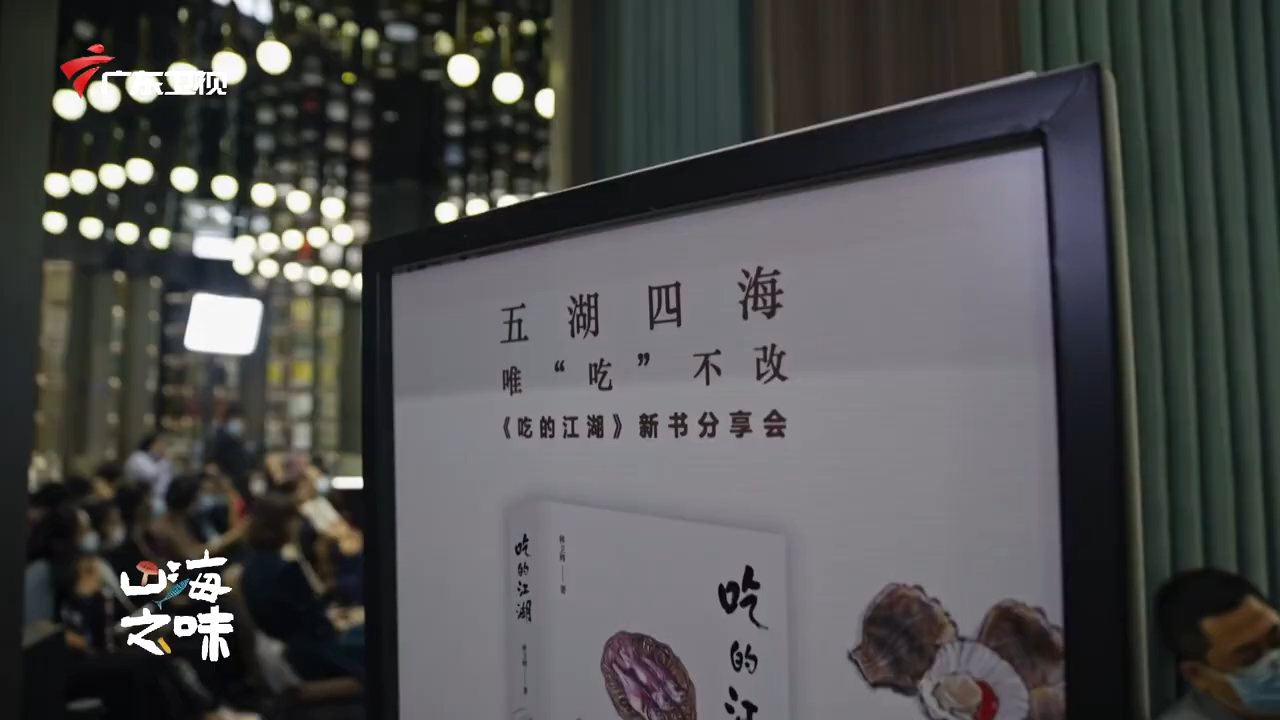 广东卫视
五湖四海
唯“吃”不改
《吃的江湖》新书分享会
吃的江湖
吃的江
山海
之味